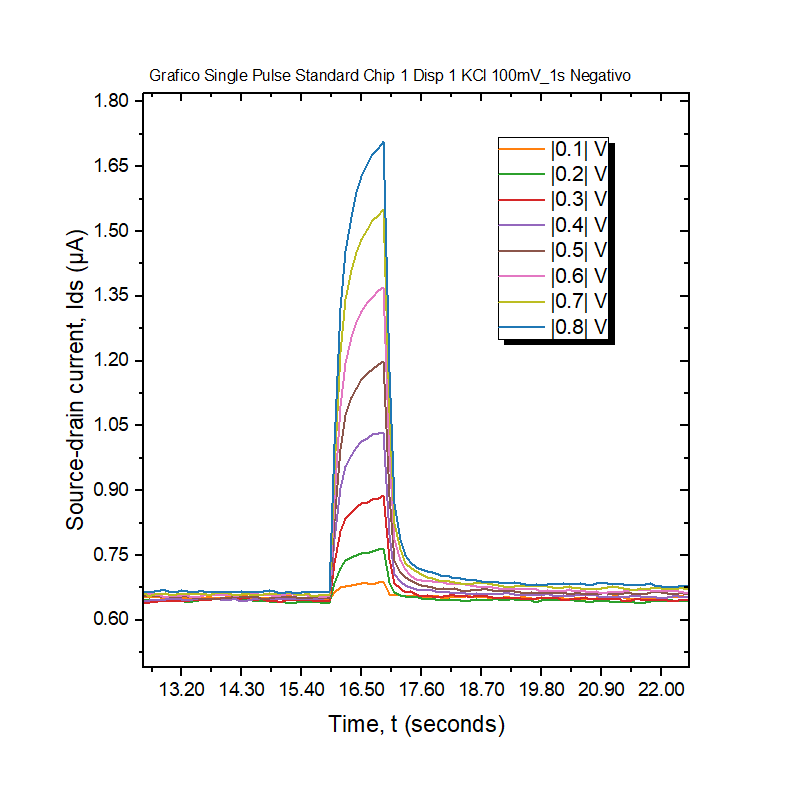 Grafico Single Pulse Standard Chip 1 Disp 1 KCl 100mV_1s Negativo
1.80
1.65
1.50
1.35
1.20
1.05
0.90
0.75
0.60
Source-drain current, Ids (µA)
|0.1| V
|0.2| V
|0.3| V
|0.4| V
|0.5| V
|0.6| V
|0.7| V
|0.8| V
13.20 14.30 15.40 16.50 17.60 18.70 19.80 20.90 22.00
Time, t (seconds)